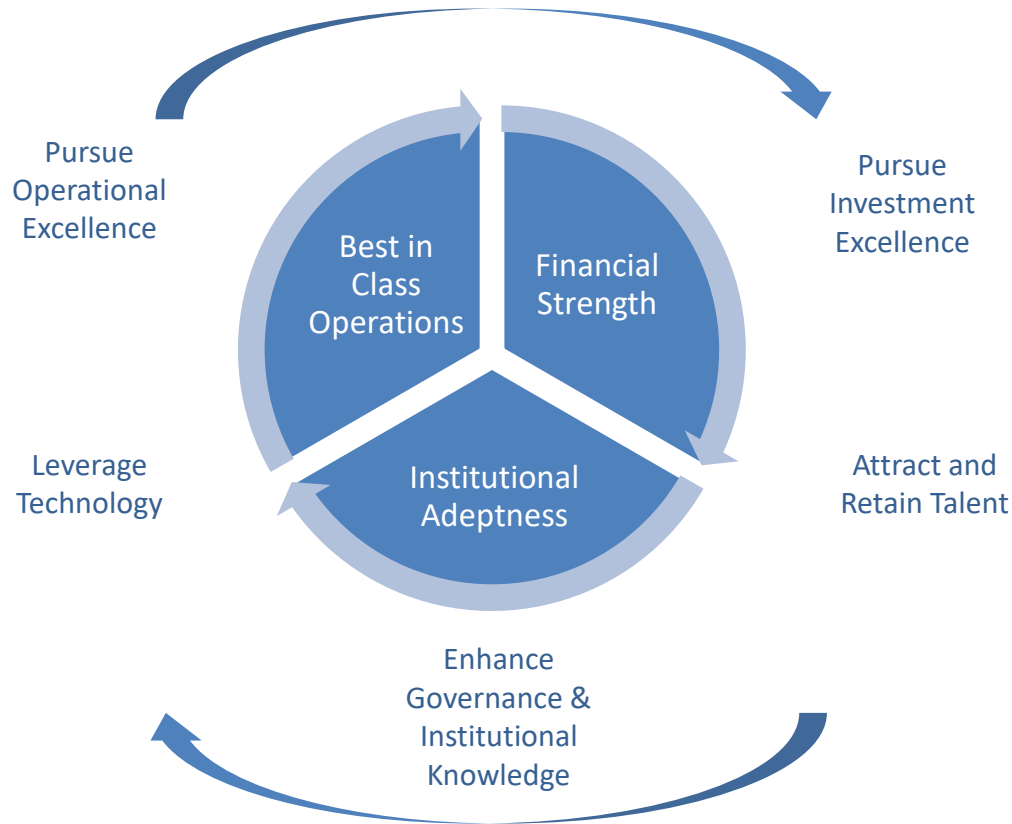 Pursue
Operational
Excellence
Pursue
Investment
Excellence
Best in
Class
Operations
Financial
Strength
Leverage
Technology
Institutional
Adeptness
Attract and
Retain Talent
Enhance
Governance &
Institutional
Knowledge